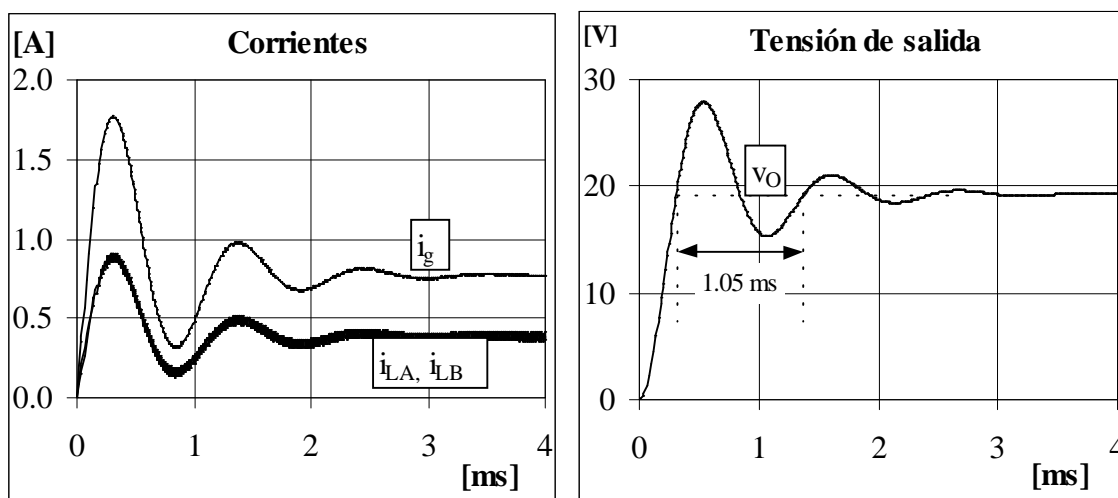 [A]
Corrientes
2.0
1.5
1.0
0.5
0.0
i_g
i_LA, i_LB
0 1 2 3 4
[ms]
[V]
Tensión de salida
30
20
10
0
v_O
1.05 ms
0 1 2 3 4
[ms]